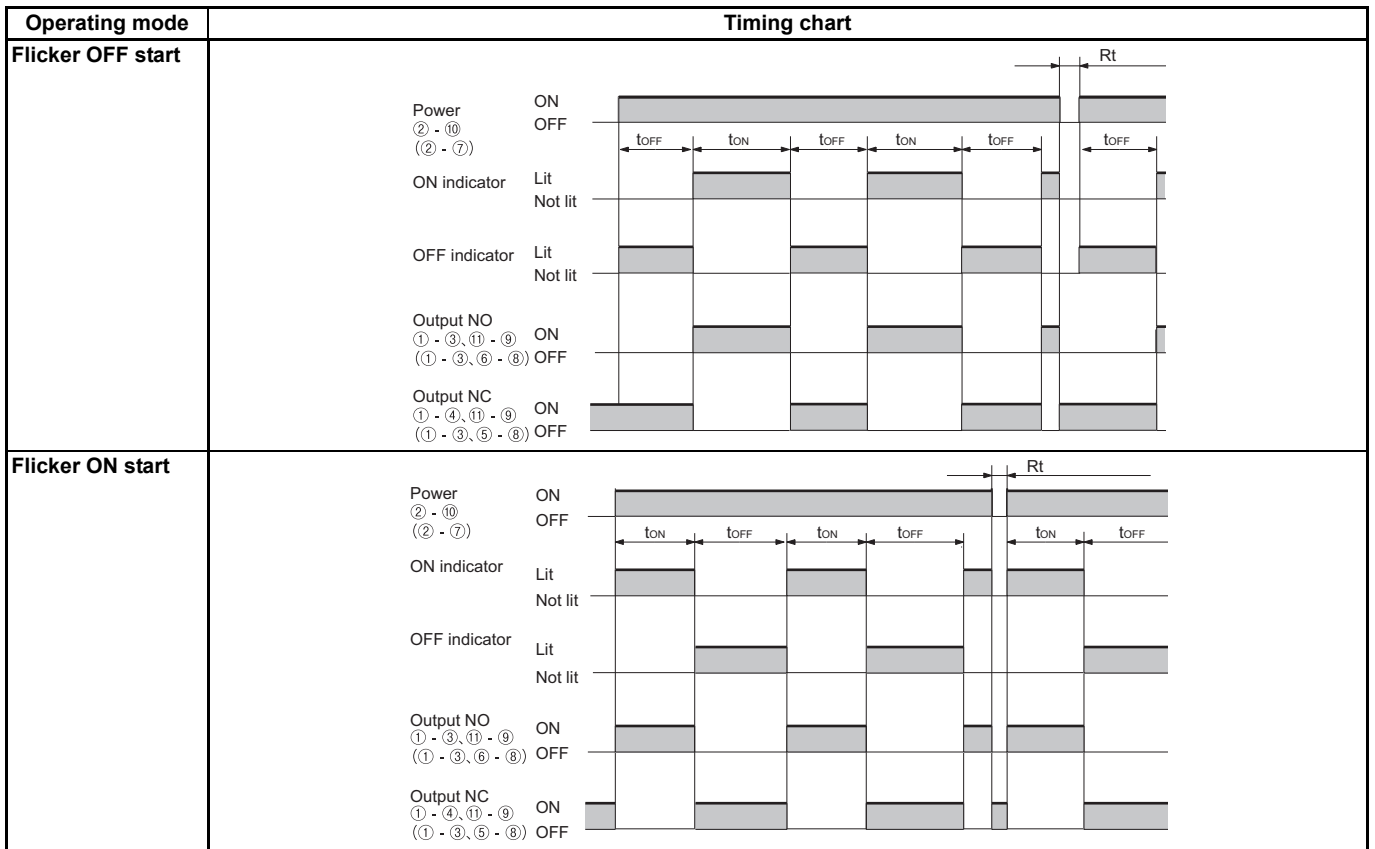 Operating mode
Timing chart
Flicker OFF start
Rt
Power
② - ⑩
(② - ⑦)
ON
OFF
tOFF
tON
tOFF
tON
tOFF
tOFF
ON indicator
Lit
Not lit
OFF indicator
Lit
Not lit
Output NO
① - ③、⑪ - ⑨
(① - ③、⑥ - ⑧)
ON
OFF
Output NC
① - ④、⑪ - ⑨
(① - ③、⑤ - ⑧)
ON
OFF
Flicker ON start
Rt
Power
② - ⑩
(② - ⑦)
ON
OFF
tON
tOFF
tON
tOFF
tON
tOFF
ON indicator
Lit
Not lit
OFF indicator
Lit
Not lit
Output NO
① - ③、⑪ - ⑨
(① - ③、⑥ - ⑧)
ON
OFF
Output NC
① - ④、⑪ - ⑨
(① - ③、⑤ - ⑧)
ON
OFF